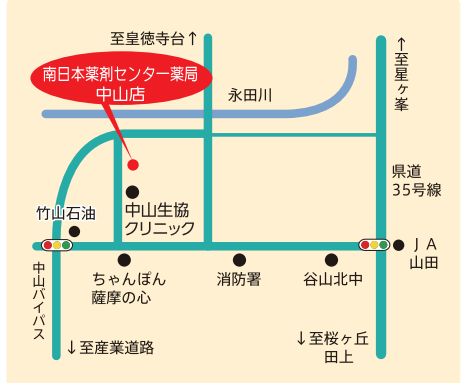 至皇徳寺台↑
↑至星ヶ峯
南日本薬剤センター薬局
中山店
永田川
県道
35号線
竹山石油
中山生協
クリニック
JA
山田
中山バイパス
ちゃんぽん
薩摩の心
消防署
谷山北中
↓至産業道路
↓至桜ヶ丘
田上